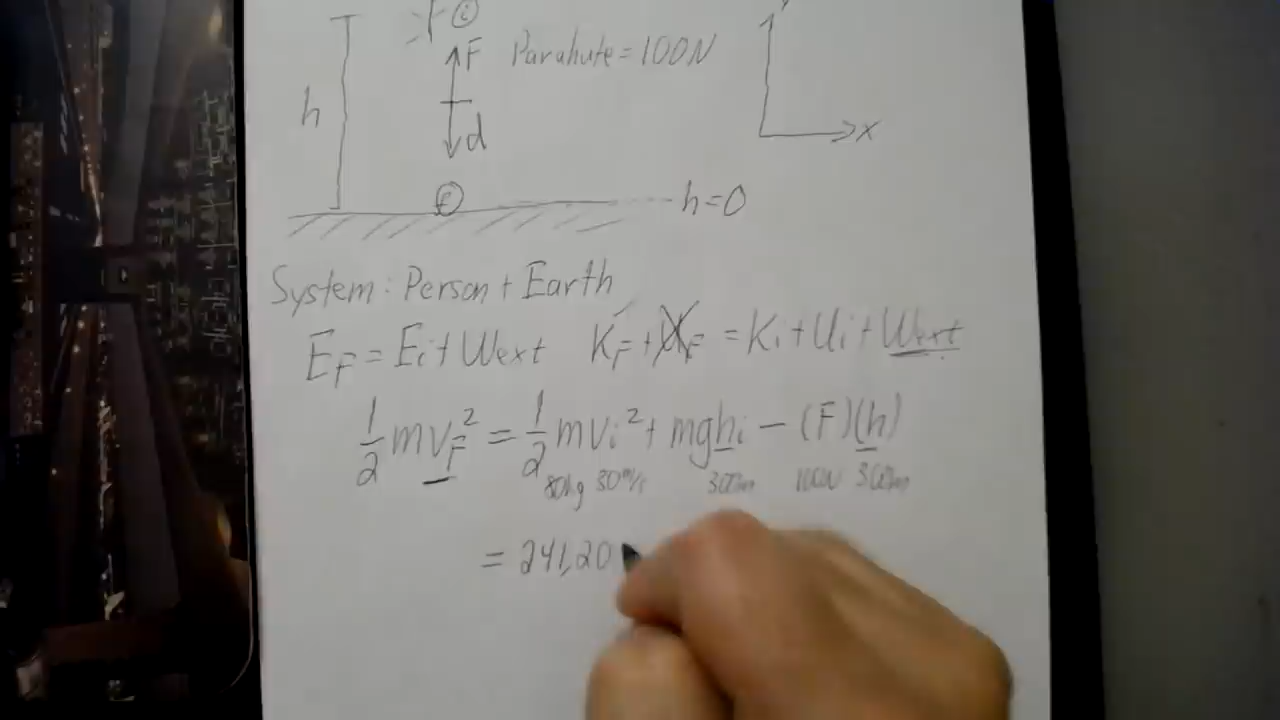 i
F Parahute = 100N
h
d
x
f
h=0
System: Person + Earth
EF = Ei + Wext KF + UF = Ki + Ui + Wext
1/2 mvF² = 1/2 mvi² + mghi − (F)(h)
80kg 30m/s 300m 100N 300m
= 241,20